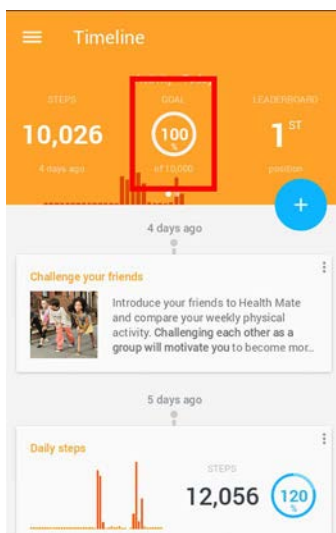 Timeline
STEPS
GOAL
LEADERBOARD
10,026
100
%
1ST
4 days ago
of 10,000
position
+
4 days ago
Challenge your friends
Introduce your friends to Health Mate
and compare your weekly physical
activity. Challenging each other as a
group will motivate you to become mor...
5 days ago
Daily steps
STEPS
12,056
120
%